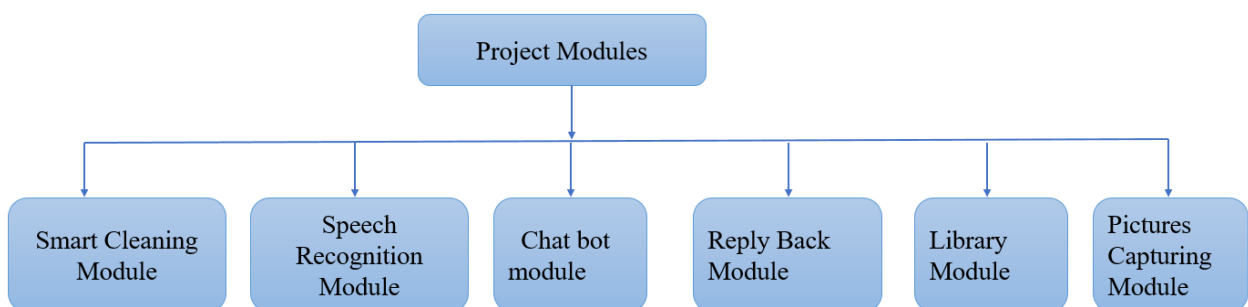 Project Modules
Smart Cleaning
Module
Speech
Recognition
Module
Chat bot
module
Reply Back
Module
Library
Module
Pictures
Capturing
Module